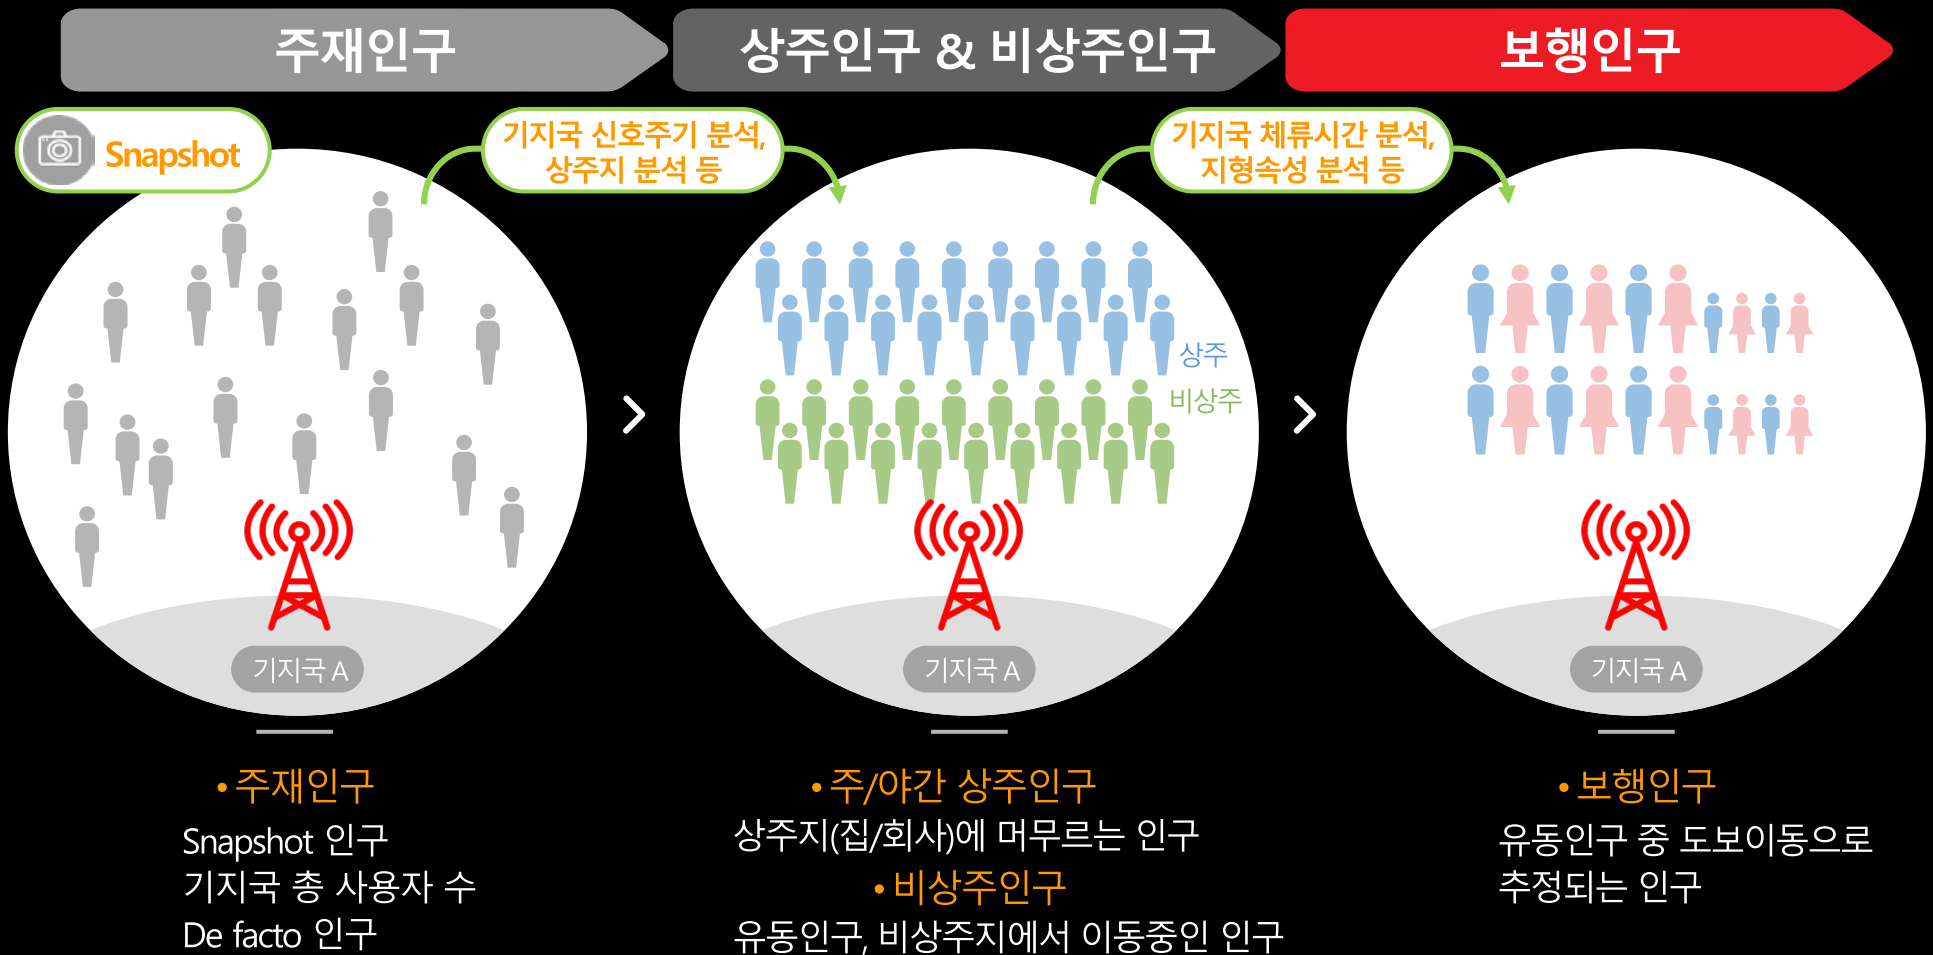 주재인구
상주인구 & 비상주인구
보행인구
Snapshot
기지국 신호주기 분석,
상주지 분석 등
기지국 체류시간 분석,
지형속성 분석 등
상주
비상주
기지국 A
기지국 A
기지국 A
• 주재인구
Snapshot 인구
기지국 총 사용자 수
De facto 인구
• 주/야간 상주인구
상주지(집/회사)에 머무르는 인구
• 비상주인구
유동인구, 비상주지에서 이동중인 인구
• 보행인구
유동인구 중 도보이동으로
추정되는 인구